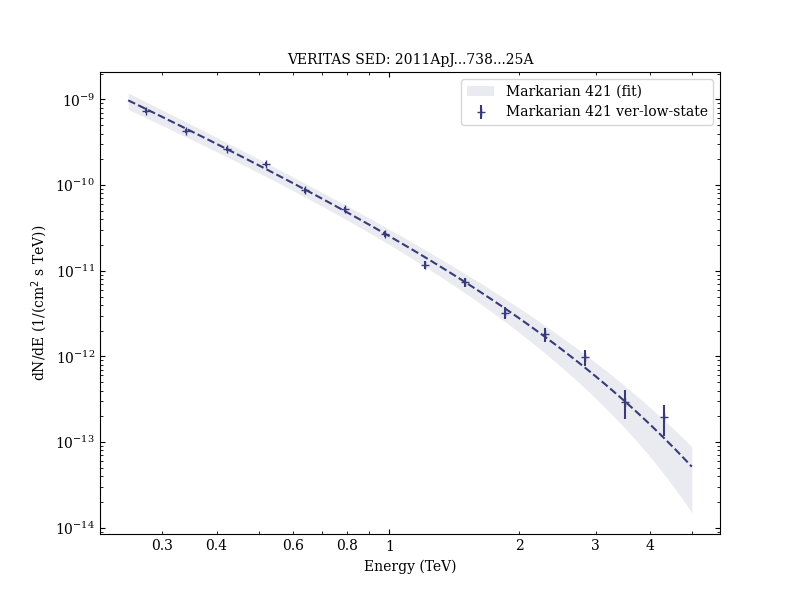 VERITAS SED: 2011ApJ...738...25A
Markarian 421 (fit)
Markarian 421 ver-low-state
dN/dE (1/(cm² s TeV))
10⁻⁹
10⁻¹⁰
10⁻¹¹
10⁻¹²
10⁻¹³
10⁻¹⁴
0.3 0.4 0.6 0.8 1 2 3 4
Energy (TeV)